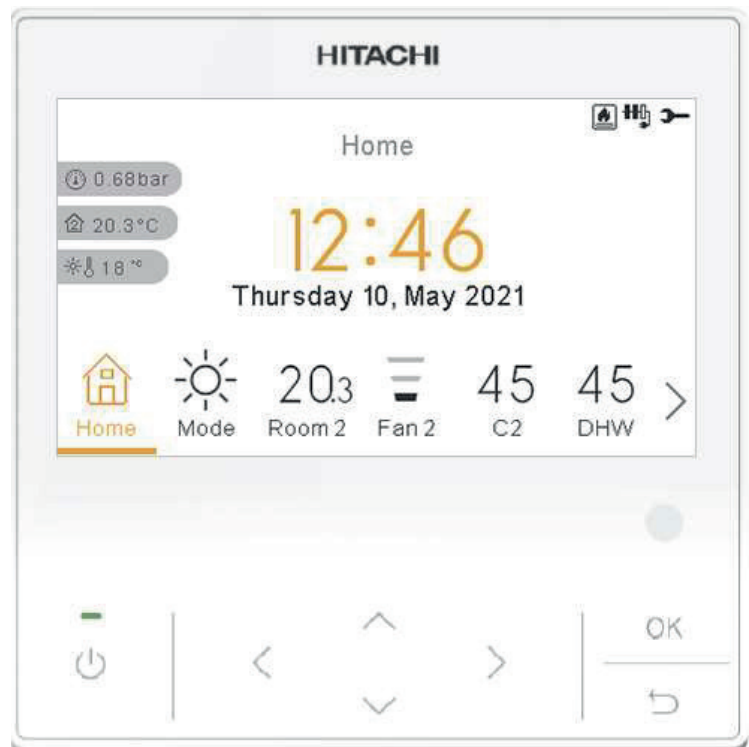 HITACHI
Home
0.68bar
2 20.3°C
12:46
18 °C
Thursday 10, May 2021
20.3 45 45
Home Mode Room 2 Fan 2 C2 DHW
OK